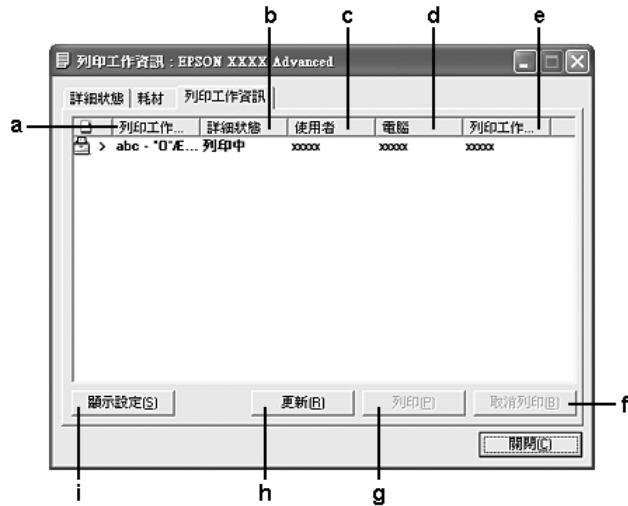 b c d e
列印工作資訊 : EPSON XXXX Advanced
詳細狀態 耗材 列印工作資訊
a 列印工作... 詳細狀態 使用者 電腦 列印工作...
> abc - "O"Æ... 列印中 xxxxx xxxxx xxxxx
顯示設定(S) 更新(R) 列印(P) 取消列印(B) f
關閉(C)
i h g